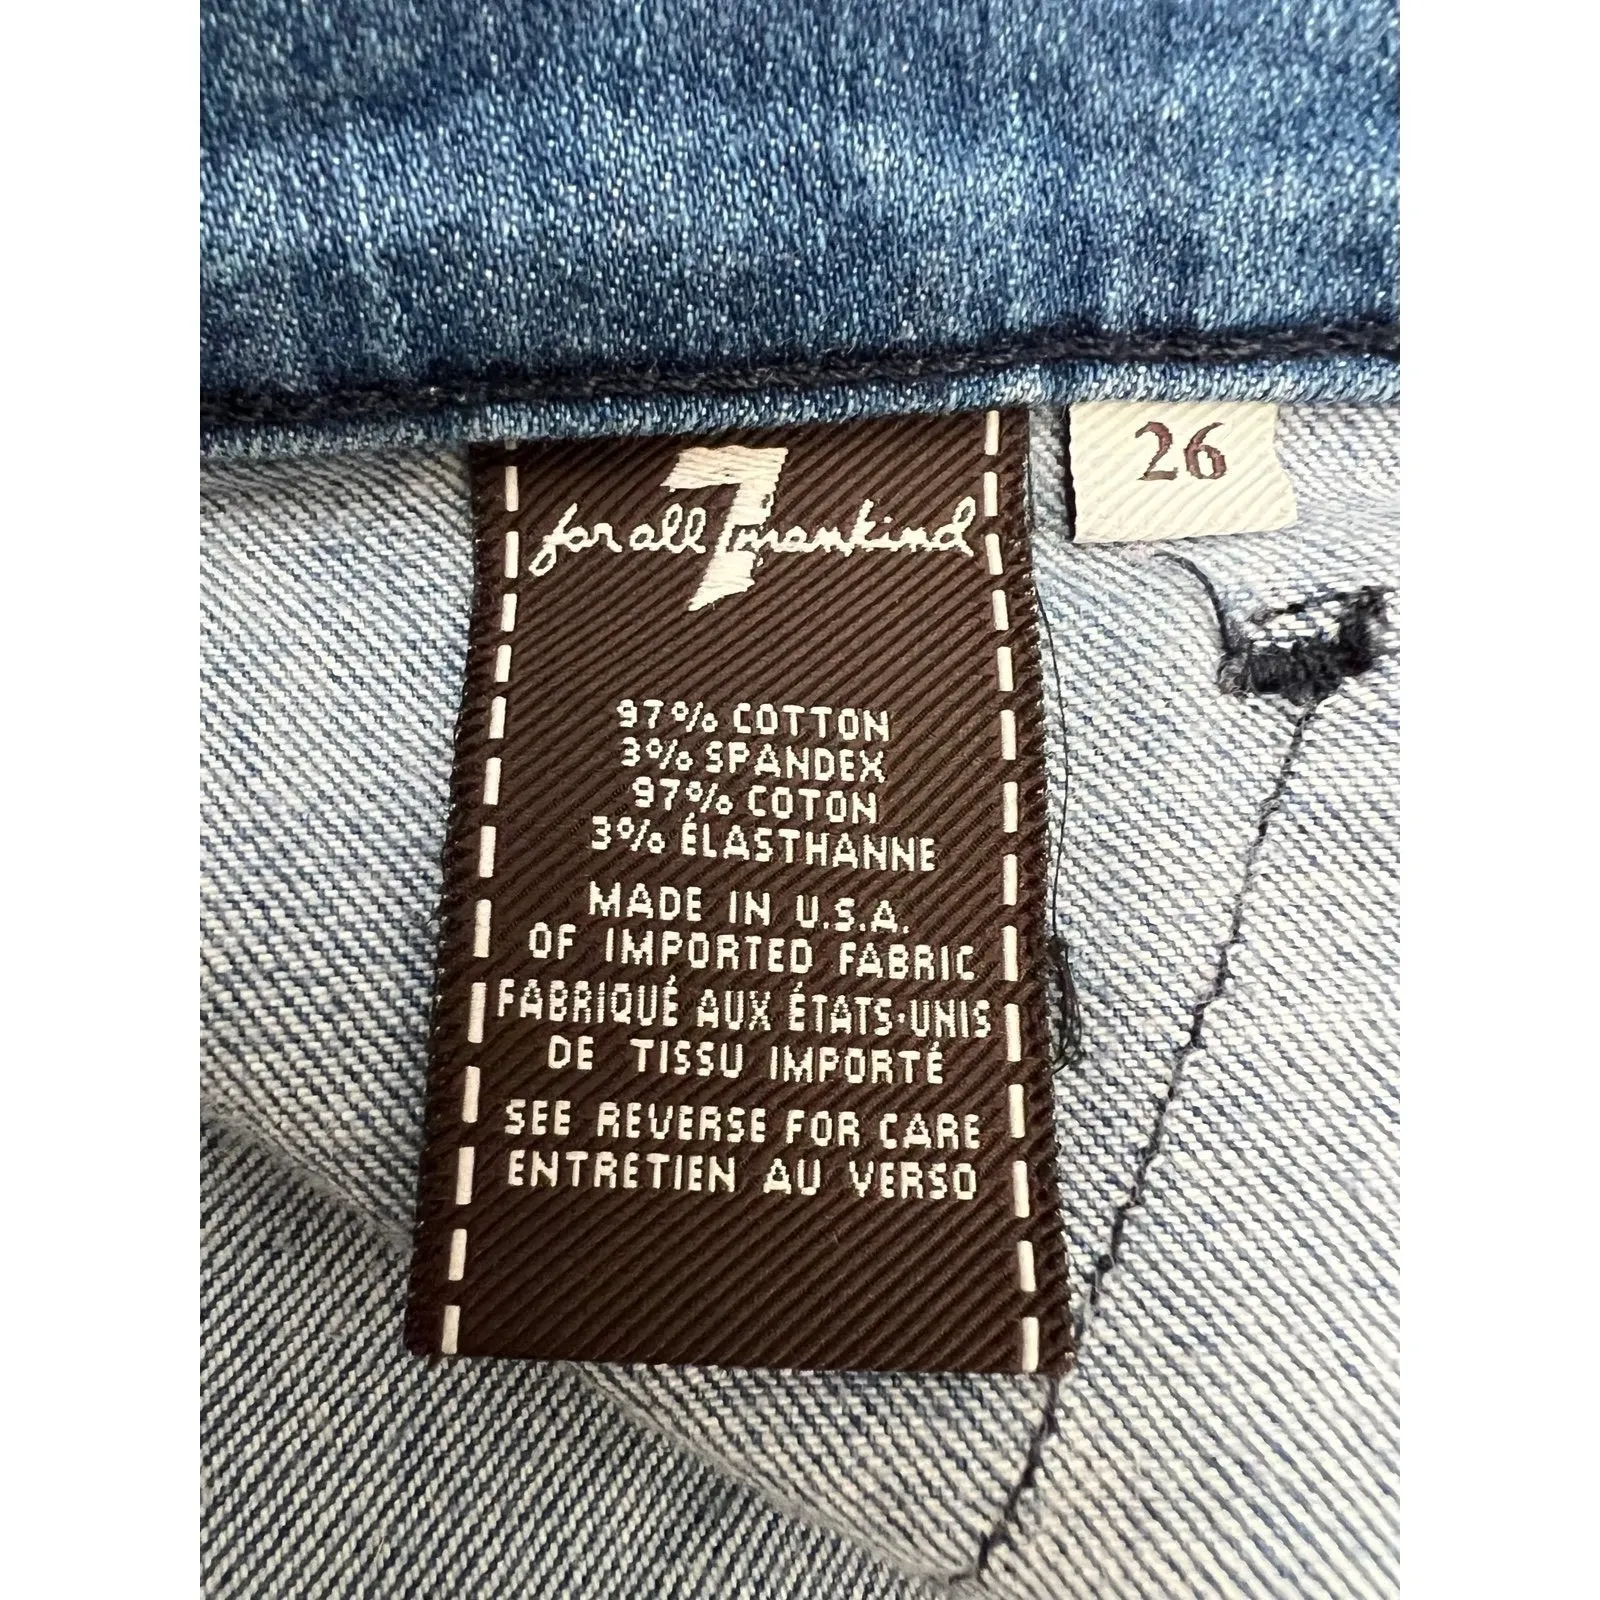 7
for all mankind
26
97% COTTON
3% SPANDEX
97% COTON
3% ÉLASTHANNE
MADE IN U.S.A.
OF IMPORTED FABRIC
FABRIQUÉ AUX ÉTATS-UNIS
DE TISSU IMPORTÉ
SEE REVERSE FOR CARE
ENTRETIEN AU VERSO